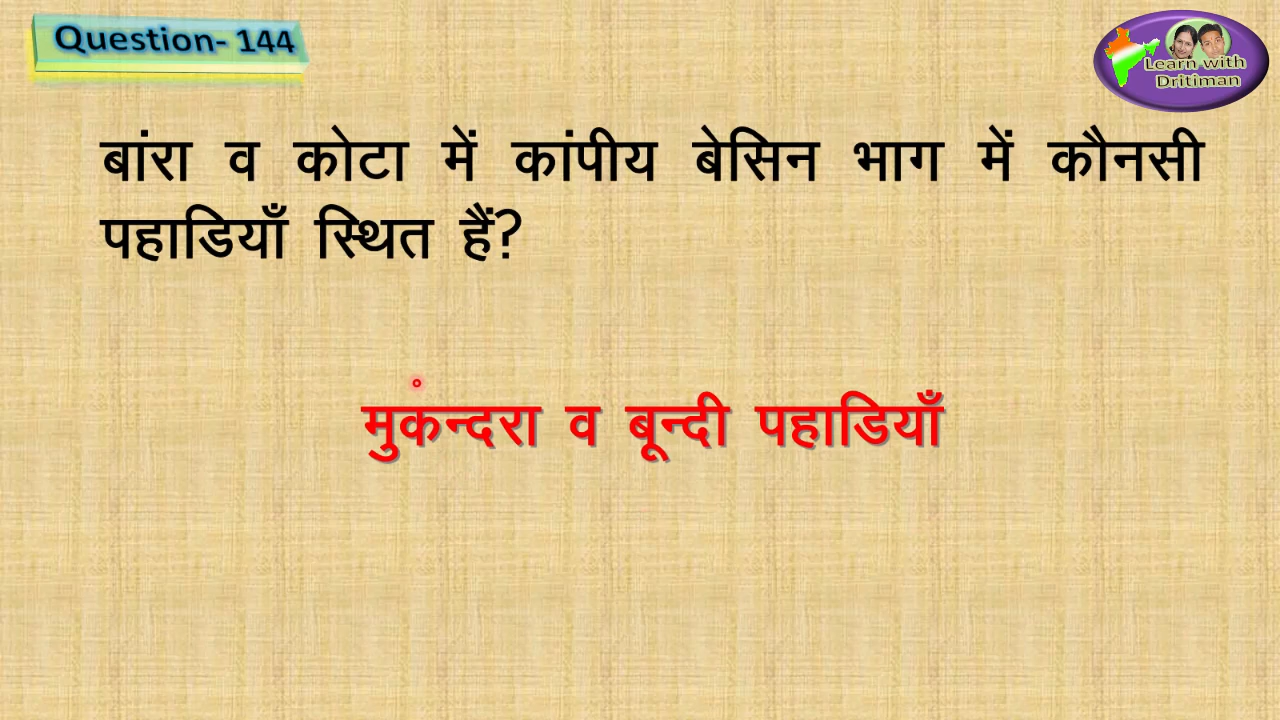 Question- 144
Learn with
Dritiman
बांरा व कोटा में कांपीय बेसिन भाग में कौनसी
पहाडियाँ स्थित हैं?
मुकन्दरा व बून्दी पहाडियाँ